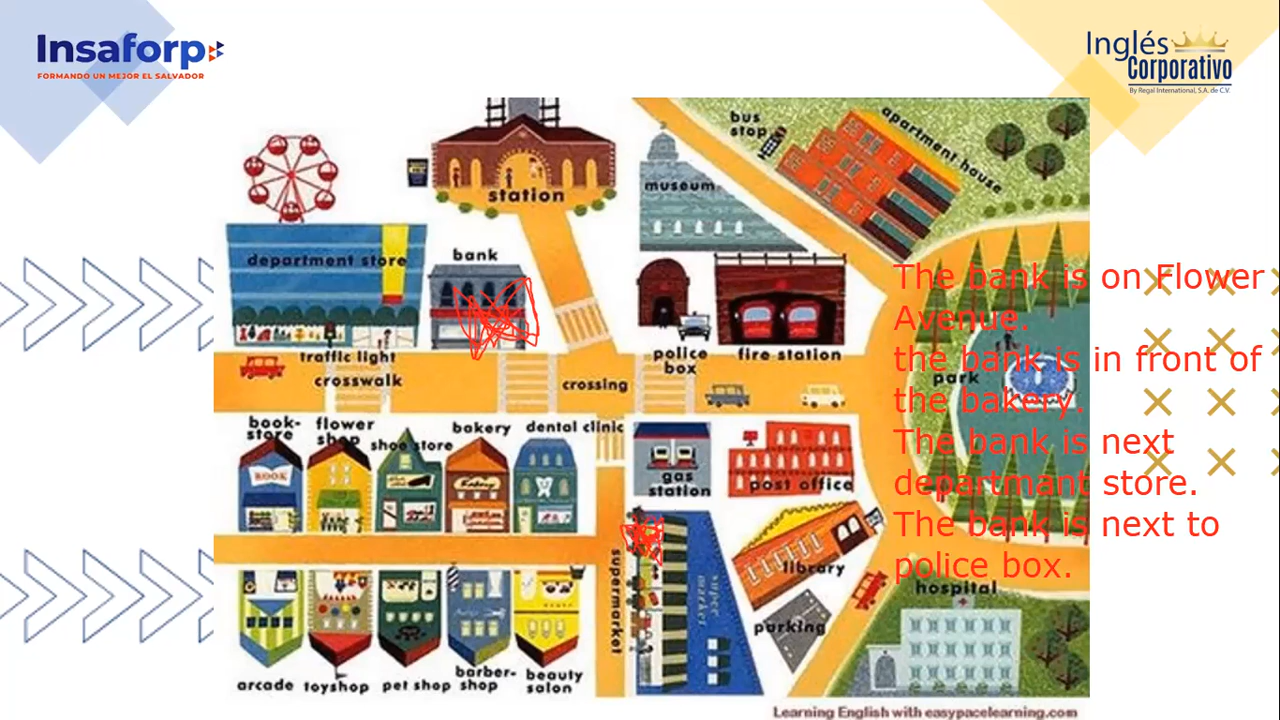 Insaforp
FORMANDO UN MEJOR EL SALVADOR
Inglés
Corporativo
By Regal International, S.A. de C.V.
bus
stop
apartment house
station
museum
department store
bank
The bank is on Flower
Avenue.
the bank is in front of
the bakery.
The bank is next
departmant store.
The bank is next to
police box.
traffic light
police
box
fire station
crosswalk
crossing
park
book-
store
flower
shop
shoe store
bakery
dental clinic
BOOK
Bakery
gas
station
post office
supermarket
super
market
library
parking
hospital
arcade
toyshop
pet shop
barber-
shop
beauty
salon
Learning English with easypacelearning.com